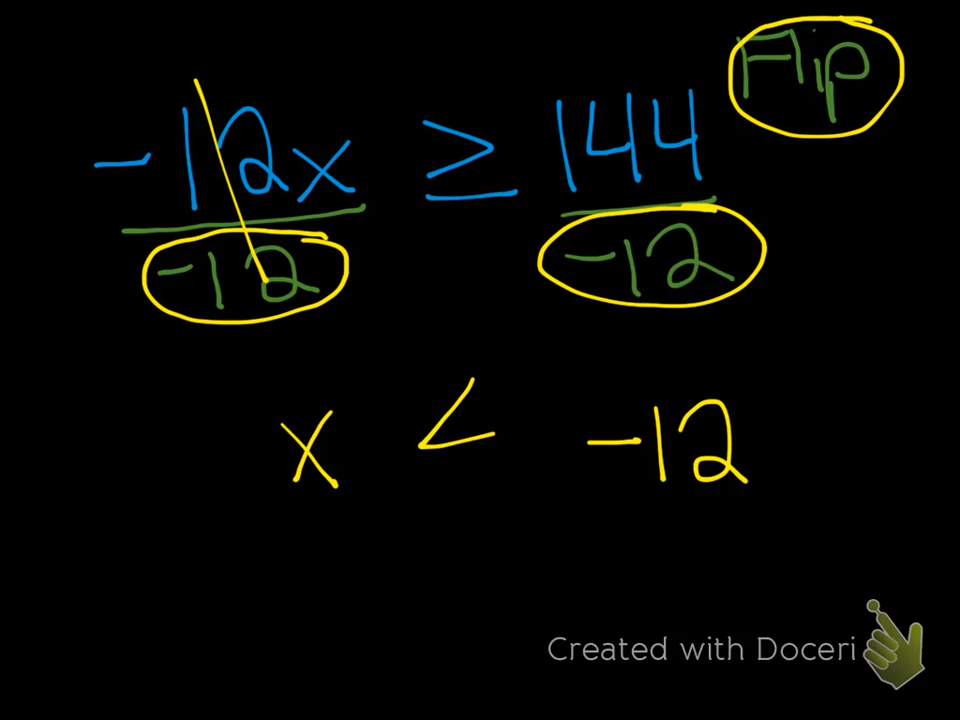 Flip
-12x ≥ 144
-12 -12
x < -12
Created with Doceri